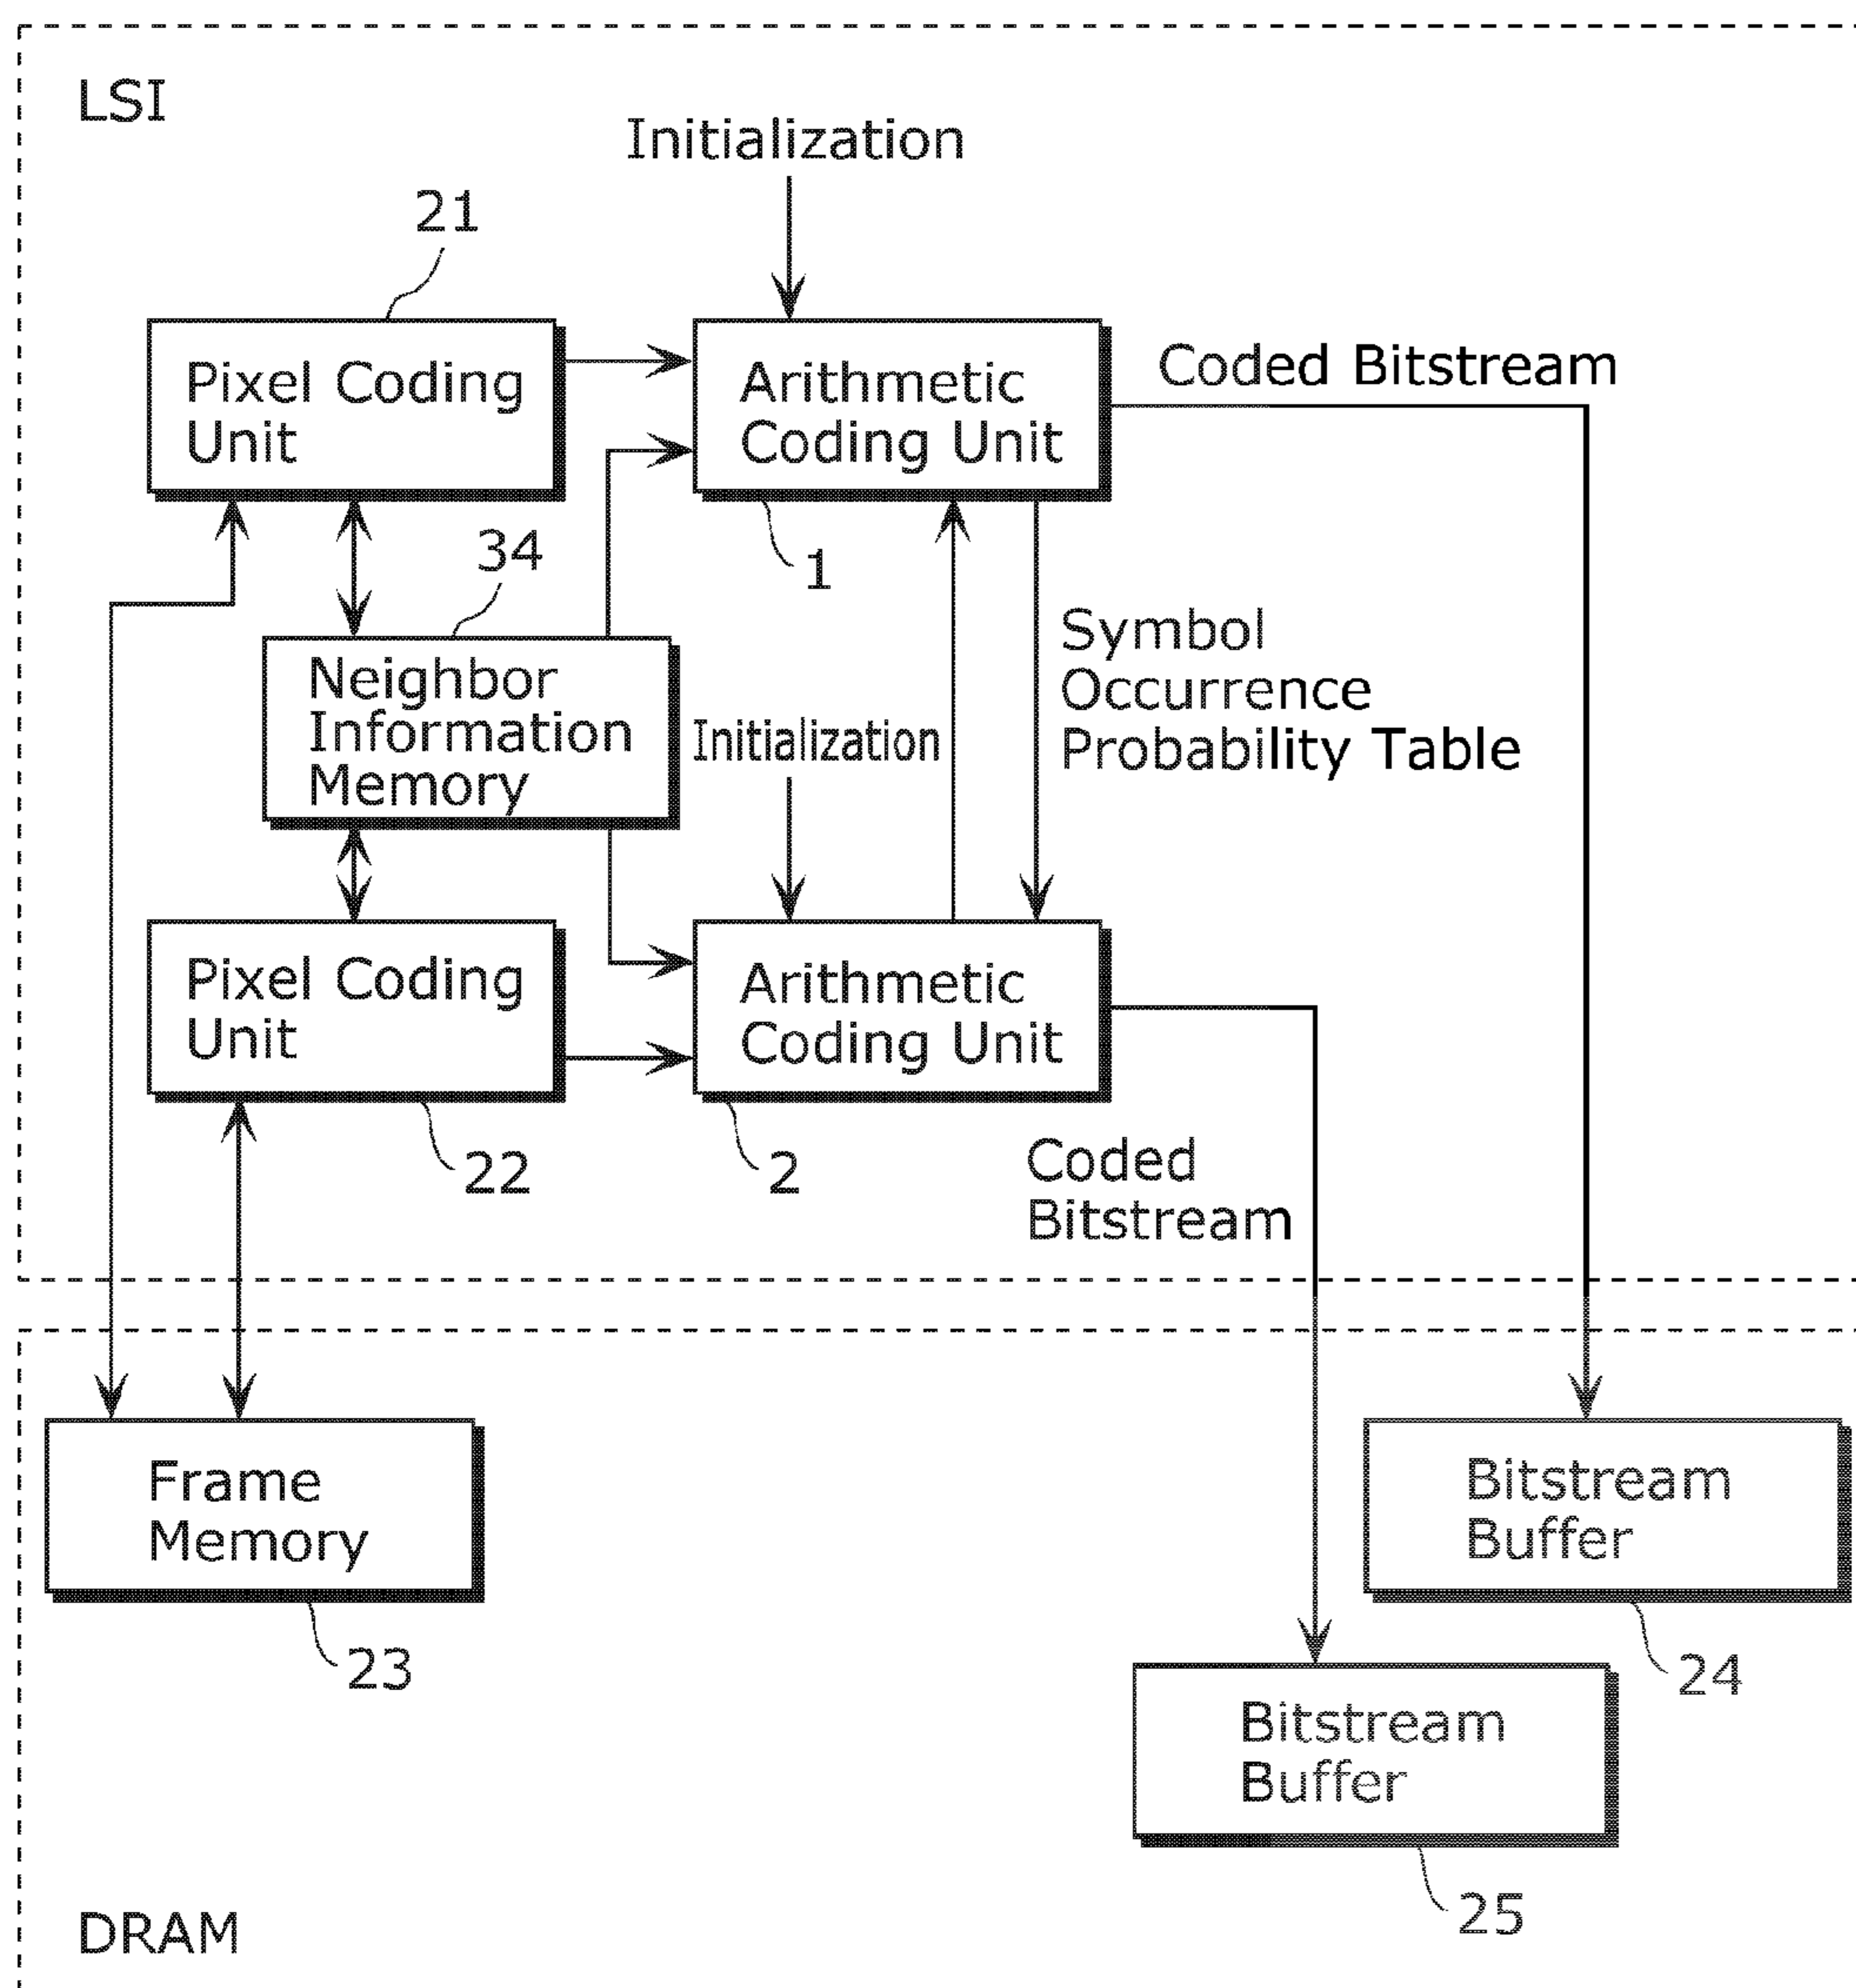 LSI
Initialization
21
Pixel Coding
Unit
Arithmetic
Coding Unit
Coded Bitstream
1
34
Neighbor
Information
Memory
Initialization
Symbol
Occurrence
Probability Table
Pixel Coding
Unit
Arithmetic
Coding Unit
22
2
Coded
Bitstream
Frame
Memory
23
Bitstream
Buffer
24
Bitstream
Buffer
25
DRAM